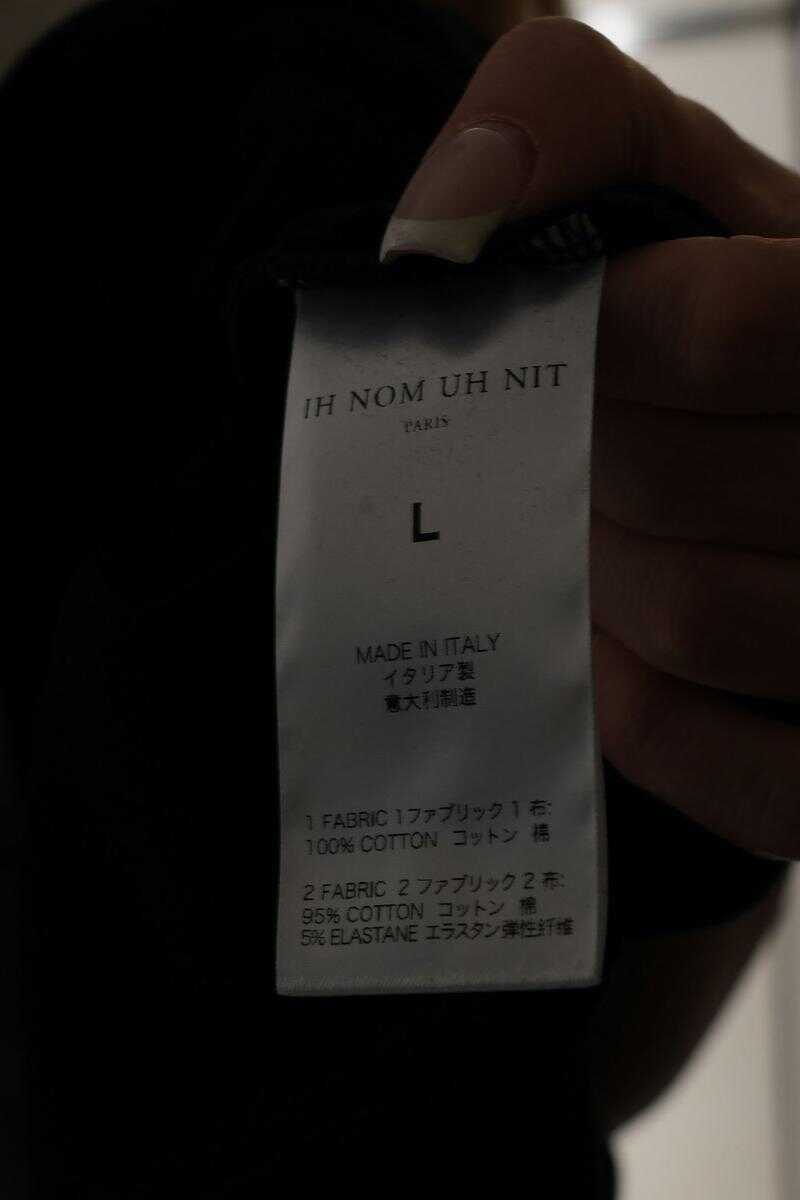 IH NOM UH NIT
PARIS
L
MADE IN ITALY
イタリア製
意大利制造
1 FABRIC 1ファブリック 1 布:
100% COTTON コットン 棉
2 FABRIC 2 ファブリック 2 布:
95% COTTON コットン 棉
5% ELASTANE エラスタン弹性纤维